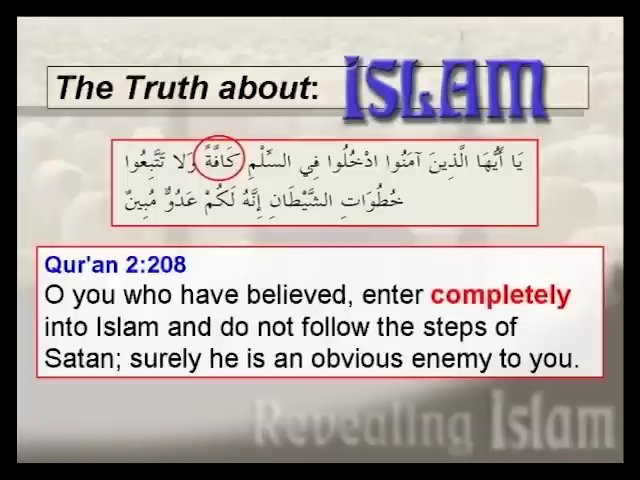 The Truth about: ISLAM
يَا أَيُّهَا الَّذِينَ آمَنُوا ادْخُلُوا فِي السِّلْمِ كَافَّةً وَلا تَتَّبِعُوا
خُطُوَاتِ الشَّيْطَانِ إِنَّهُ لَكُمْ عَدُوٌّ مُبِينٌ
Qur'an 2:208
O you who have believed, enter completely
into Islam and do not follow the steps of
Satan; surely he is an obvious enemy to you.
Revealing Islam